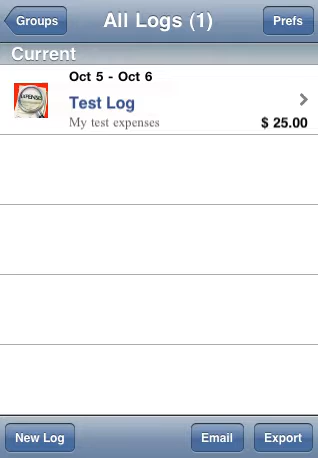 Groups
All Logs (1)
Prefs
Current
Oct 5 - Oct 6
EXPENSES
Test Log
My test expenses
$ 25.00
New Log
Email
Export